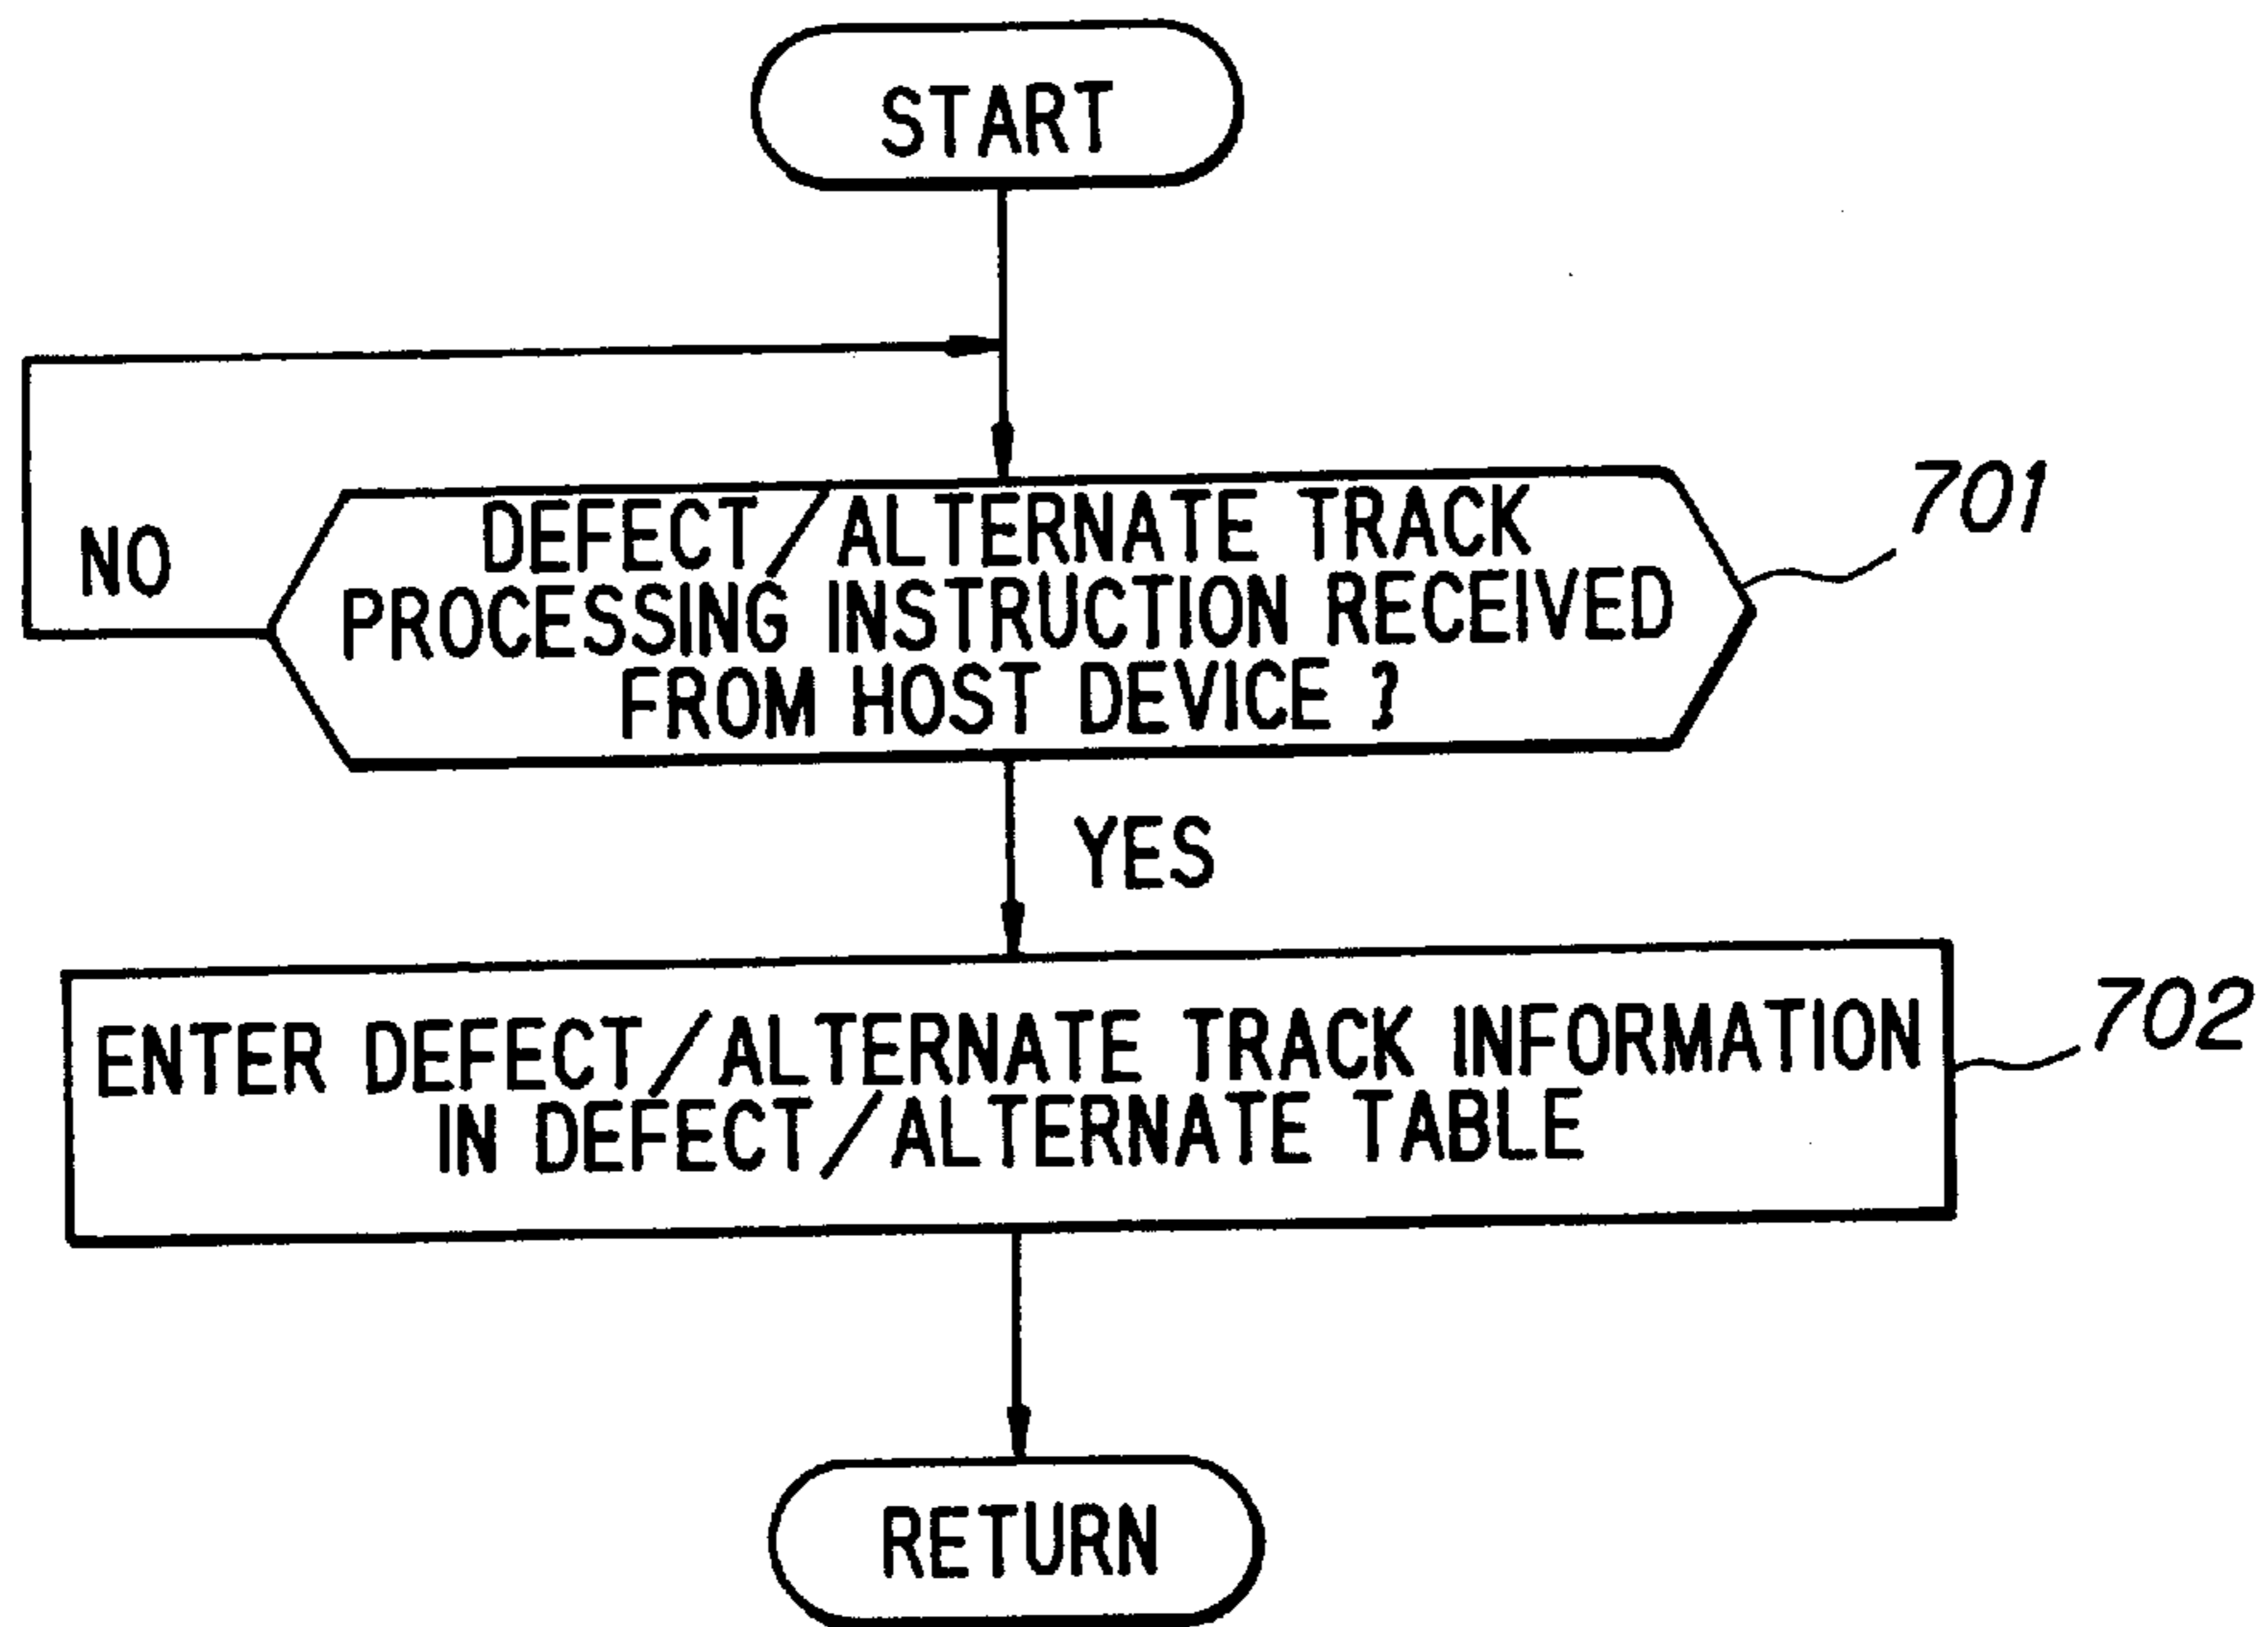 START
DEFECT/ALTERNATE TRACK
701
NO
PROCESSING INSTRUCTION RECEIVED
FROM HOST DEVICE ?
YES
702
ENTER DEFECT/ALTERNATE TRACK INFORMATION
IN DEFECT/ALTERNATE TABLE
RETURN